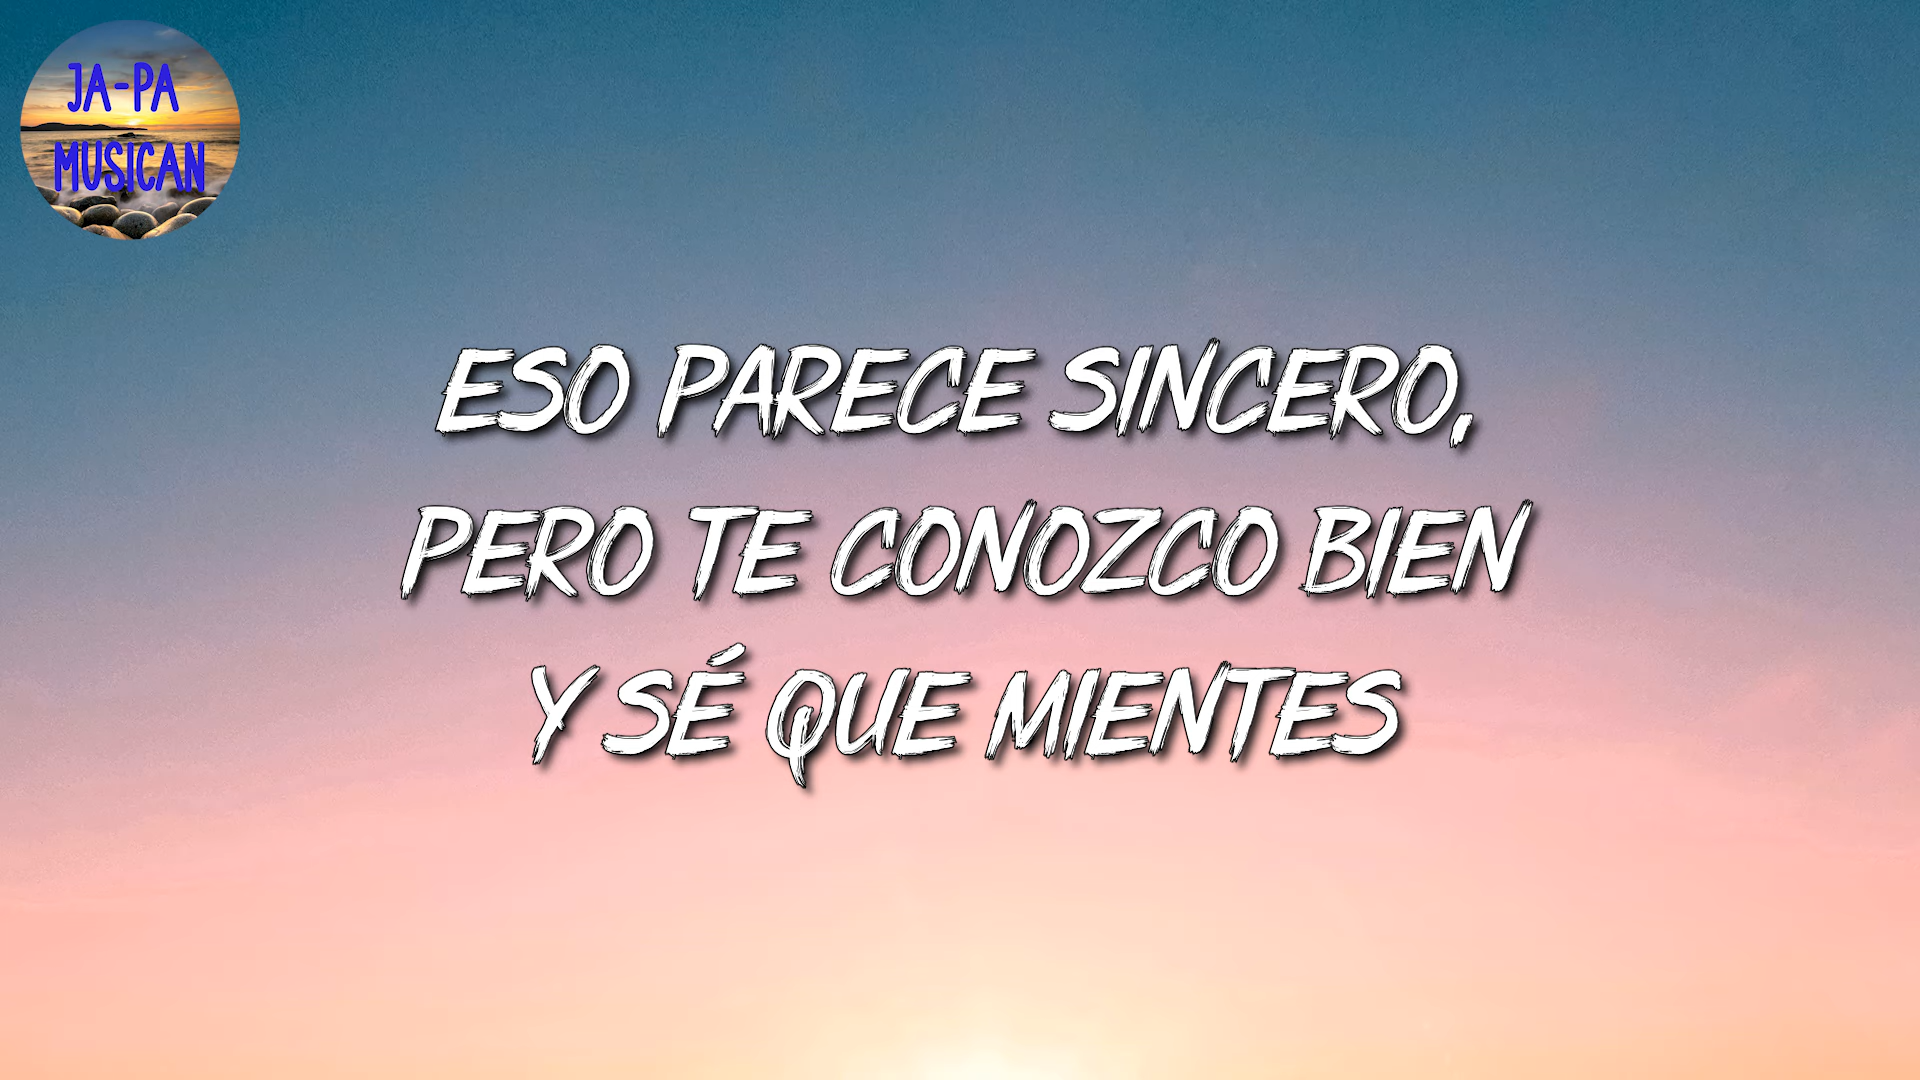 JA-PA
MUSICAN
ESO PARECE SINCERO,
PERO TE CONOZCO BIEN
Y SÉ QUE MIENTES